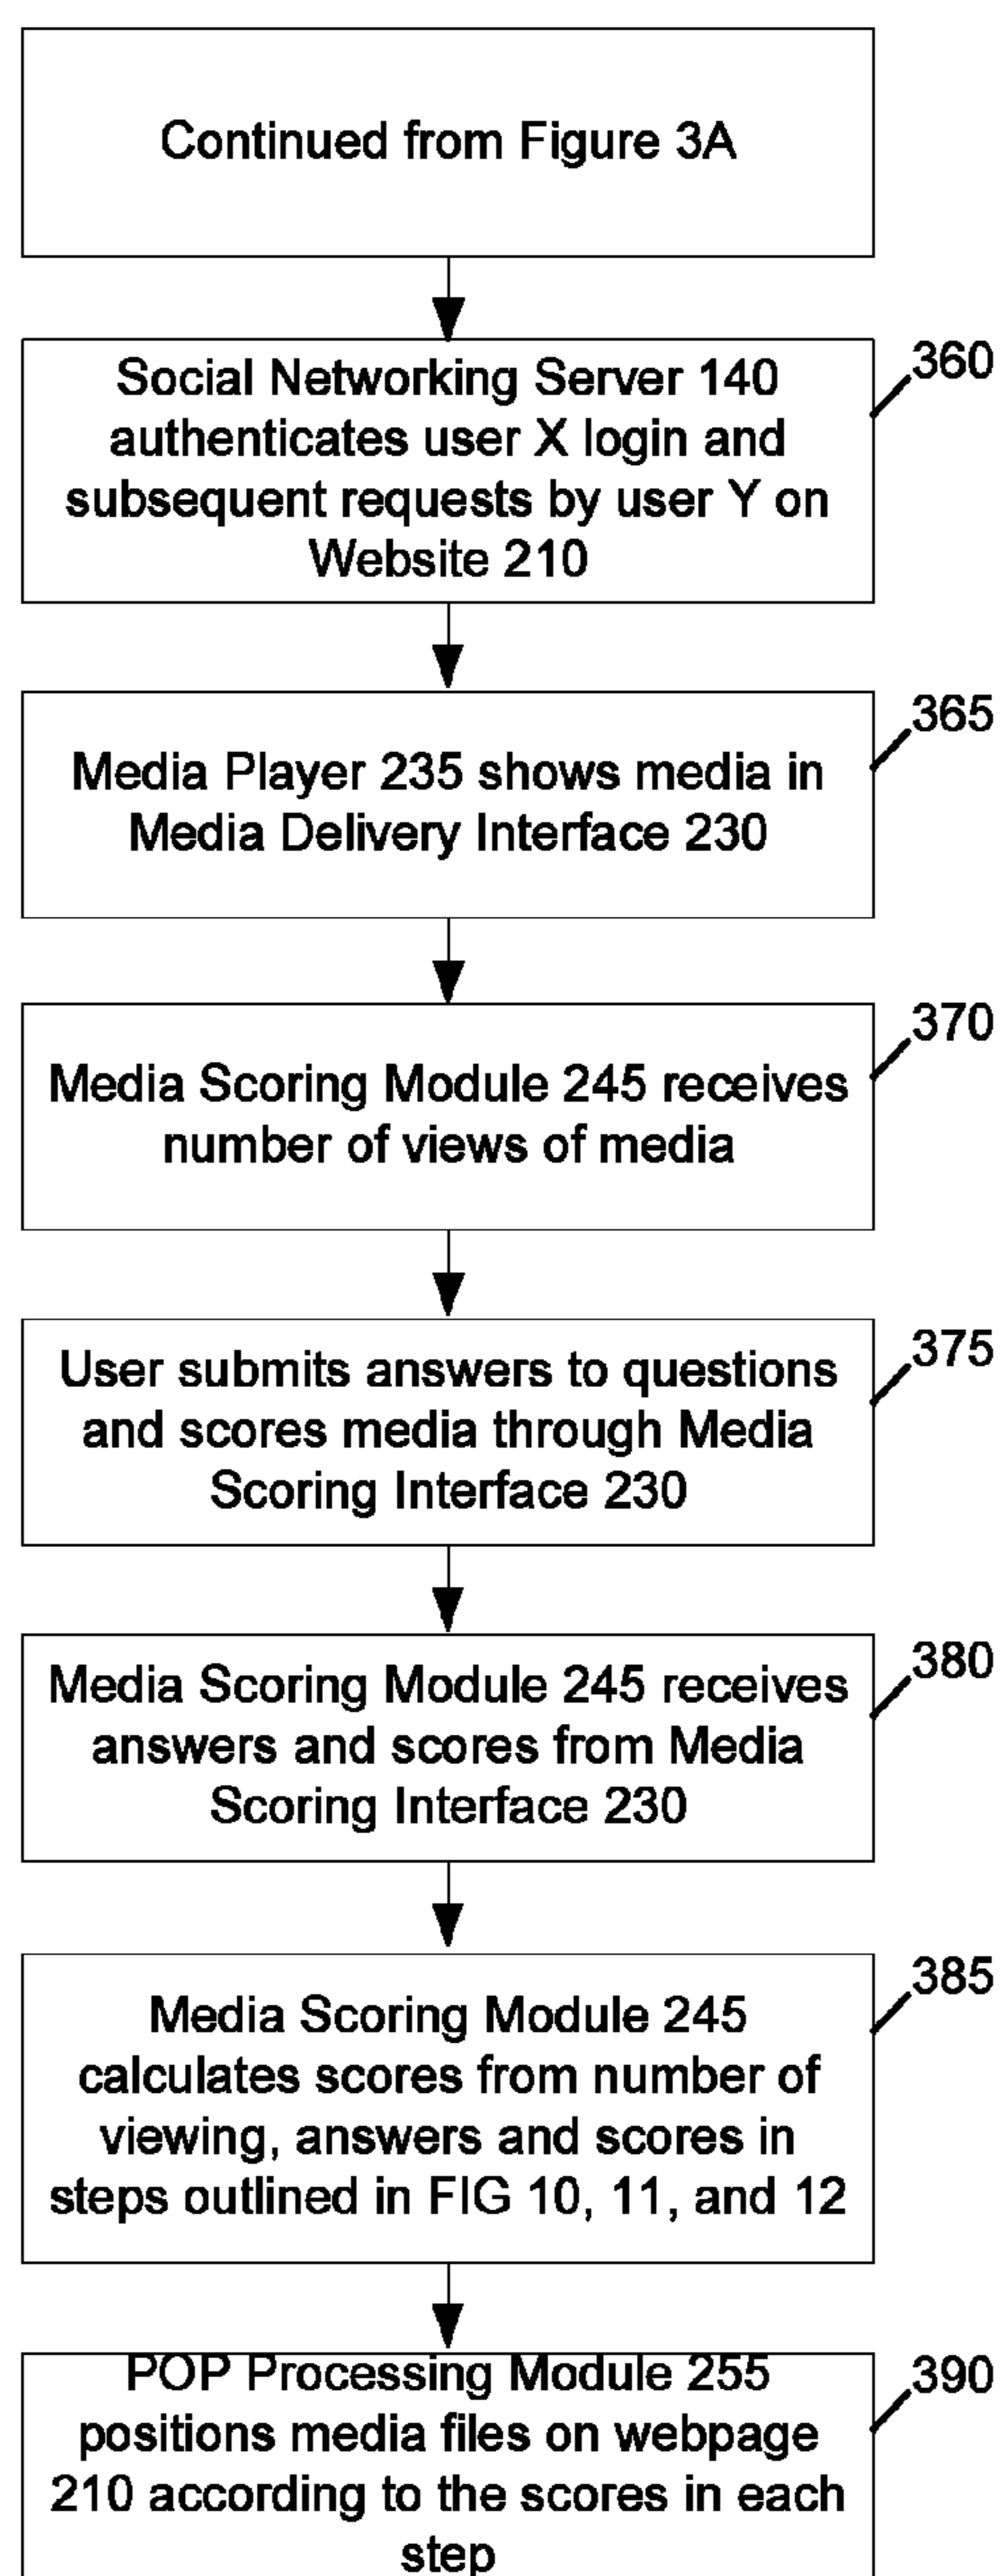 Continued from Figure 3A
360
Social Networking Server 140
authenticates user X login and
subsequent requests by user Y on
Website 210
365
Media Player 235 shows media in
Media Delivery Interface 230
370
Media Scoring Module 245 receives
number of views of media
375
User submits answers to questions
and scores media through Media
Scoring Interface 230
380
Media Scoring Module 245 receives
answers and scores from Media
Scoring Interface 230
385
Media Scoring Module 245
calculates scores from number of
viewing, answers and scores in
steps outlined in FIG 10, 11, and 12
390
POP Processing Module 255
positions media files on webpage
210 according to the scores in each
step